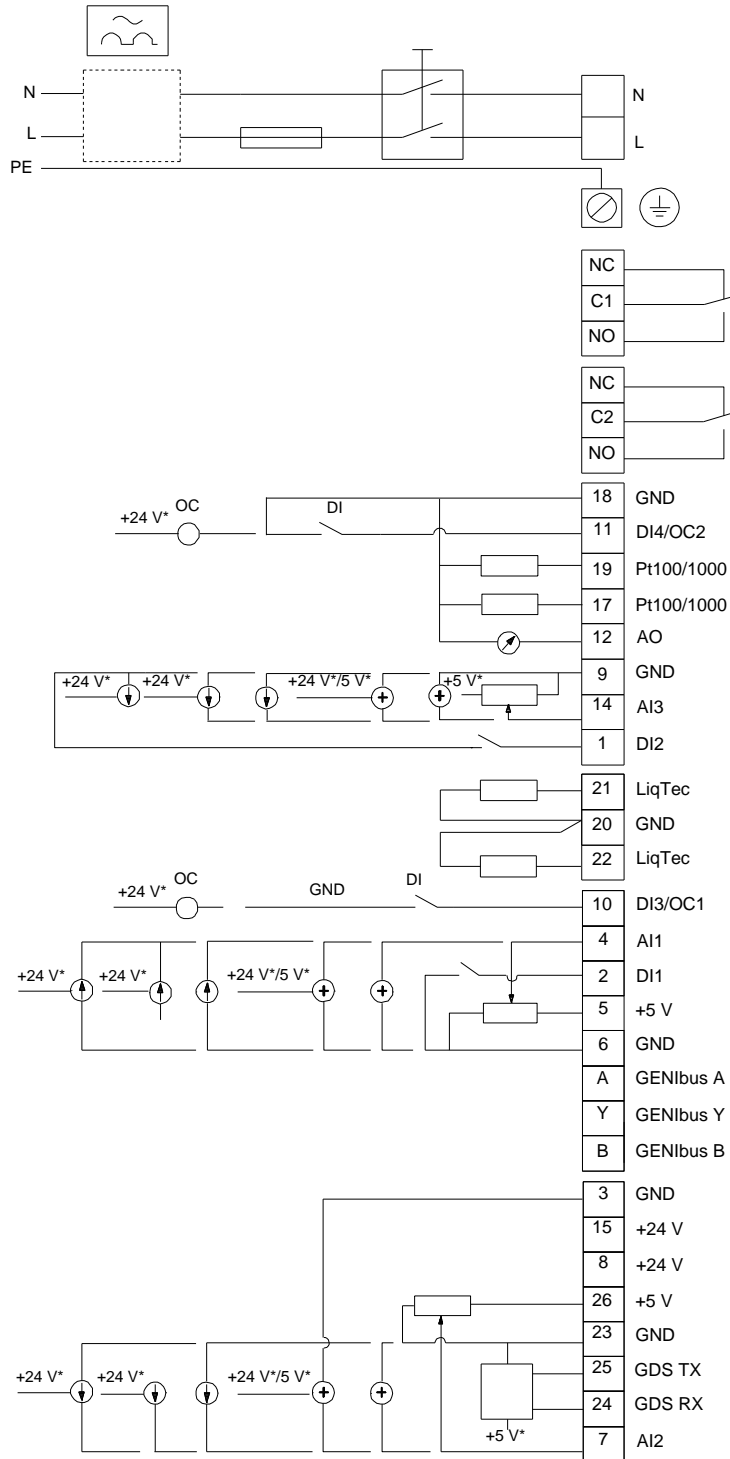 N
N
L
L
PE
NC
C1
NO
NC
C2
NO
18 GND
+24 V* OC DI 11 DI4/OC2
19 Pt100/1000
17 Pt100/1000
12 AO
9 GND
+24 V* +24 V* +24 V*/5 V* +5 V*
14 AI3
1 DI2
21 LiqTec
20 GND
22 LiqTec
+24 V* OC GND DI 10 DI3/OC1
4 AI1
+24 V* +24 V* +24 V*/5 V* 2 DI1
5 +5 V
6 GND
A GENIbus A
Y GENIbus Y
B GENIbus B
3 GND
15 +24 V
8 +24 V
26 +5 V
23 GND
+24 V* +24 V* +24 V*/5 V* 25 GDS TX
24 GDS RX
+5 V* 7 AI2